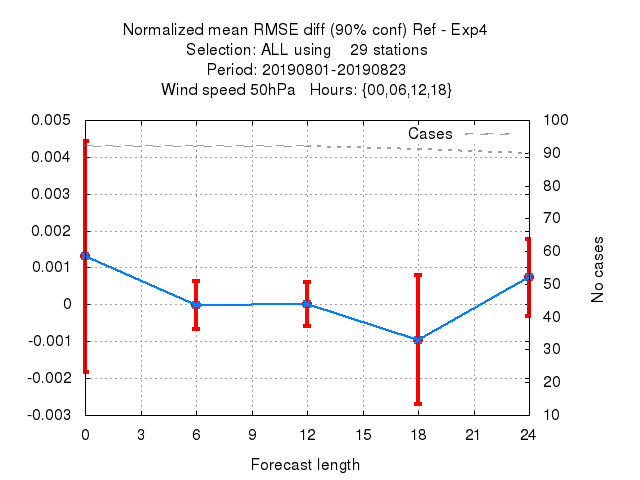 Normalized mean RMSE diff (90% conf) Ref - Exp4
Selection: ALL using    29 stations
Period: 20190801-20190823
Wind speed 50hPa   Hours: {00,06,12,18}
Cases
0.005
0.004
0.003
0.002
0.001
0
-0.001
-0.002
-0.003
100
90
80
70
60
50
40
30
20
10
No cases
0 3 6 9 12 15 18 21 24
Forecast length